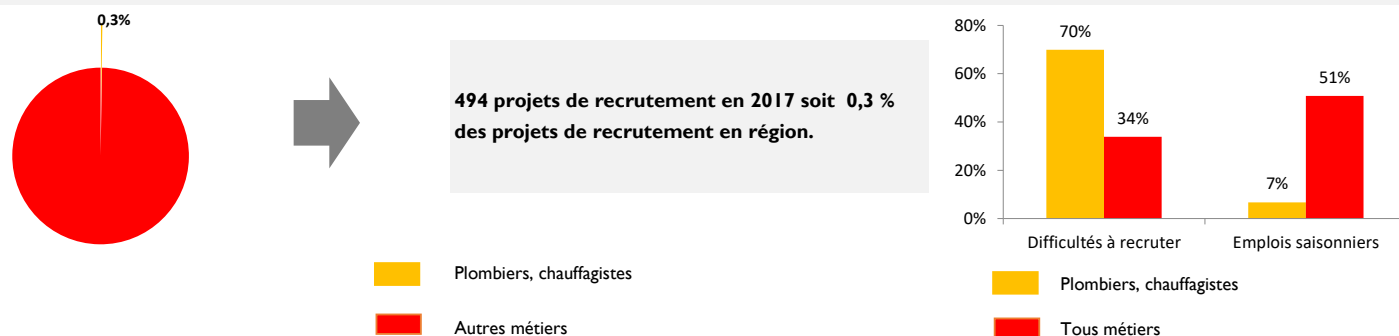 0,3%
494 projets de recrutement en 2017 soit 0,3 %
des projets de recrutement en région.
Plombiers, chauffagistes
Autres métiers
80%
60%
40%
20%
0%
70%
34%
7%
51%
Difficultés à recruter
Emplois saisonniers
Plombiers, chauffagistes
Tous métiers